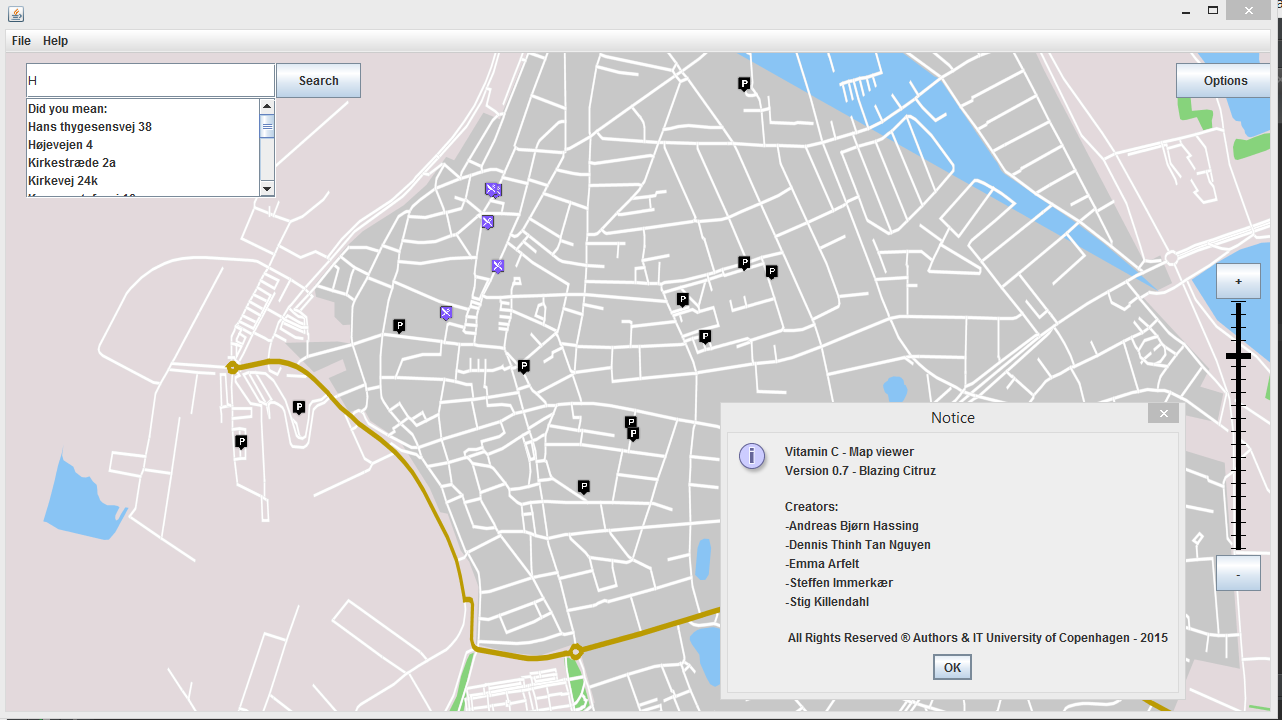 File Help
H
Search
Options
Did you mean:
Hans thygesensvej 38
Højevejen 4
Kirkestræde 2a
Kirkevej 24k
P
P
P
P
P
P
P
P
P
P
P
P
+
-
Notice
Vitamin C - Map viewer
Version 0.7 - Blazing Citruz
Creators:
-Andreas Bjørn Hassing
-Dennis Thinh Tan Nguyen
-Emma Arfelt
-Steffen Immerkær
-Stig Killendahl
All Rights Reserved ® Authors & IT University of Copenhagen - 2015
OK